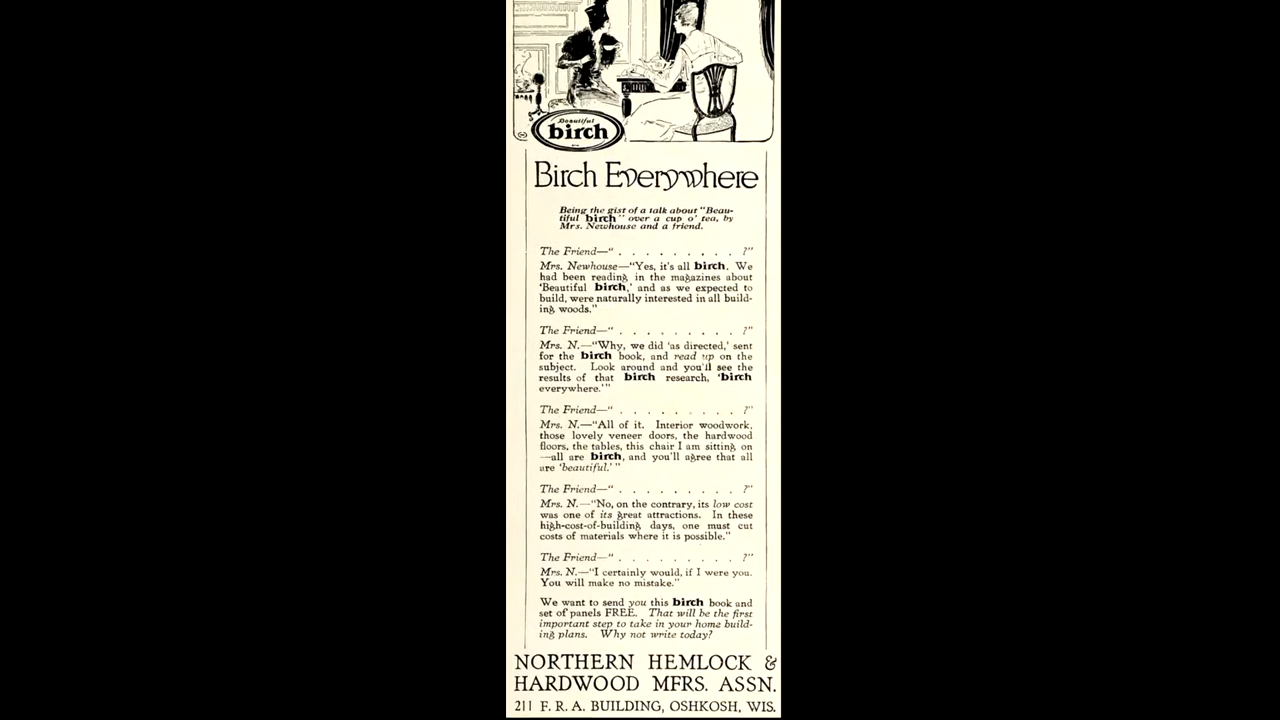 Beautiful
birch
Birch Everywhere
Being the gist of a talk about "Beau-
tiful birch" over a cup o' tea, by
Mrs. Newhouse and a friend.
The Friend—" . . . . . . . . . ?"
Mrs. Newhouse—"Yes, it's all birch. We
had been reading in the magazines about
'Beautiful birch,' and as we expected to
build, were naturally interested in all build-
ing woods."
The Friend—" . . . . . . . . . ?"
Mrs. N.—"Why, we did 'as directed,' sent
for the birch book, and read up on the
subject. Look around and you'll see the
results of that birch research, 'birch
everywhere.'"
The Friend—" . . . . . . . . . ?"
Mrs. N.—"All of it. Interior woodwork,
those lovely veneer doors, the hardwood
floors, the tables, this chair I am sitting on
—all are birch, and you'll agree that all
are 'beautiful.'"
The Friend—" . . . . . . . . . ?"
Mrs. N.—"No, on the contrary, its low cost
was one of its great attractions. In these
high-cost-of-building days, one must cut
costs of materials where it is possible."
The Friend—" . . . . . . . . . ?"
Mrs. N.—"I certainly would, if I were you.
You will make no mistake."
We want to send you this birch book and
set of panels FREE. That will be the first
important step to take in your home build-
ing plans. Why not write today?
NORTHERN HEMLOCK &
HARDWOOD MFRS. ASSN.
211 F. R. A. BUILDING, OSHKOSH, WIS.